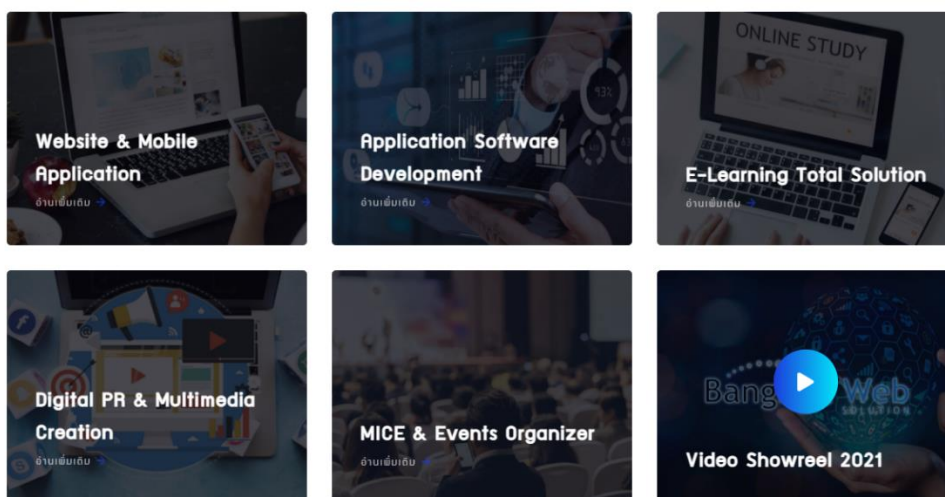 Website & Mobile
Application
อ่านเพิ่มเติม →
Application Software
Development
อ่านเพิ่มเติม →
ONLINE STUDY
E-Learning Total Solution
อ่านเพิ่มเติม →
Digital PR & Multimedia
Creation
อ่านเพิ่มเติม →
MICE & Events Organizer
อ่านเพิ่มเติม →
Web
SOLUTION
Video Showreel 2021